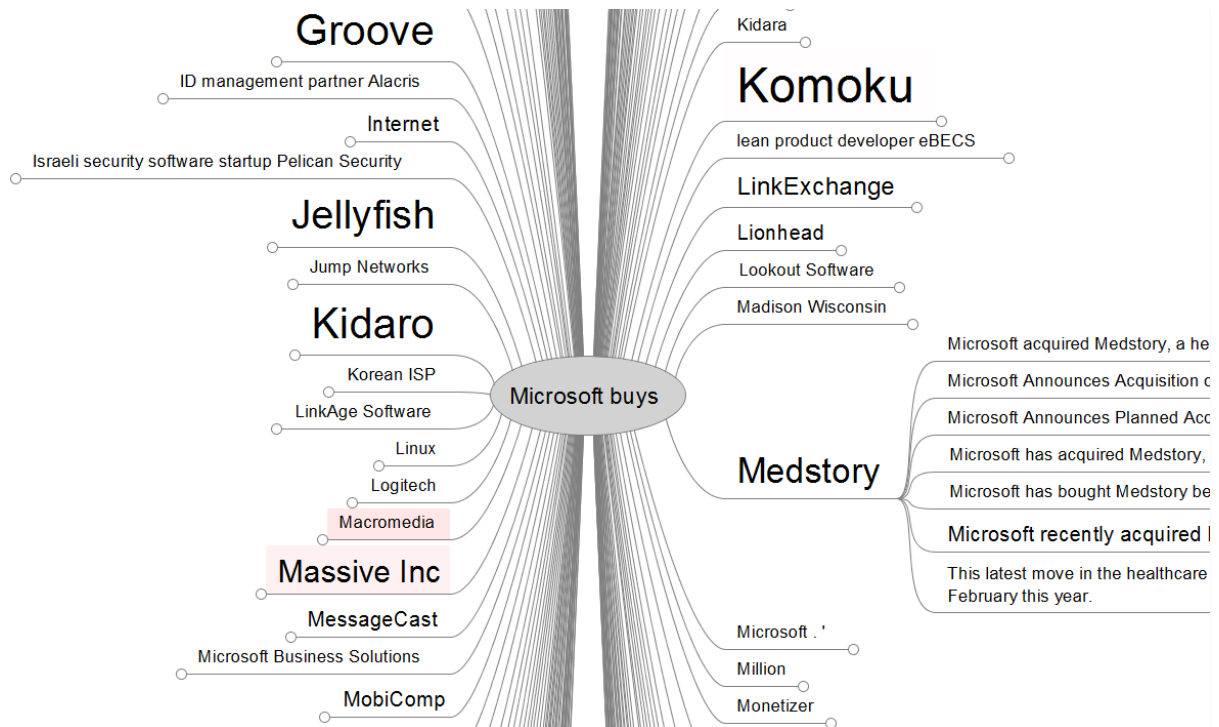 Groove
ID management partner Alacris
Internet
Israeli security software startup Pelican Security
Jellyfish
Jump Networks
Kidaro
Korean ISP
LinkAge Software
Linux
Logitech
Macromedia
Massive Inc
MessageCast
Microsoft Business Solutions
MobiComp
Microsoft buys
Kidara
Komoku
lean product developer eBECS
LinkExchange
Lionhead
Lookout Software
Madison Wisconsin
Medstory
Microsoft acquired Medstory, a he
Microsoft Announces Acquisition o
Microsoft Announces Planned Acq
Microsoft has acquired Medstory,
Microsoft has bought Medstory be
Microsoft recently acquired
This latest move in the healthcare
February this year.
Microsoft . '
Million
Monetizer